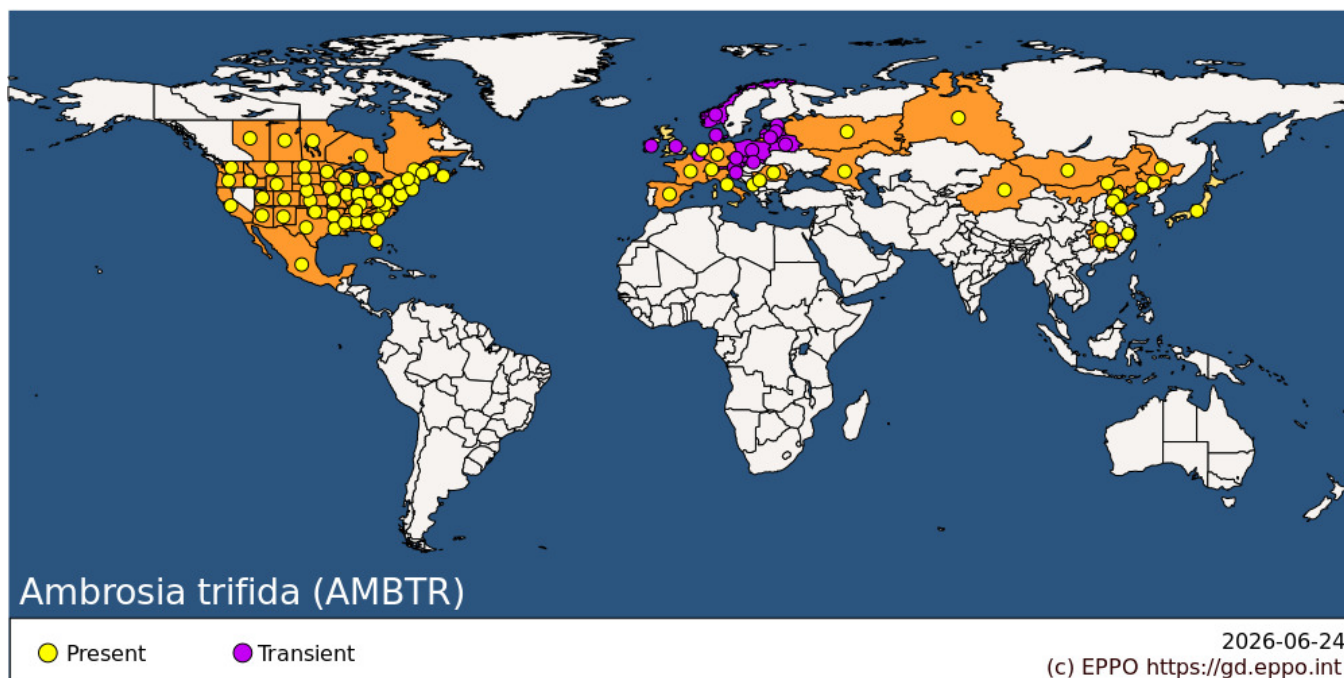 Ambrosia trifida (AMBTR)
Present
Transient
2026-06-24
(c) EPPO https://gd.eppo.int